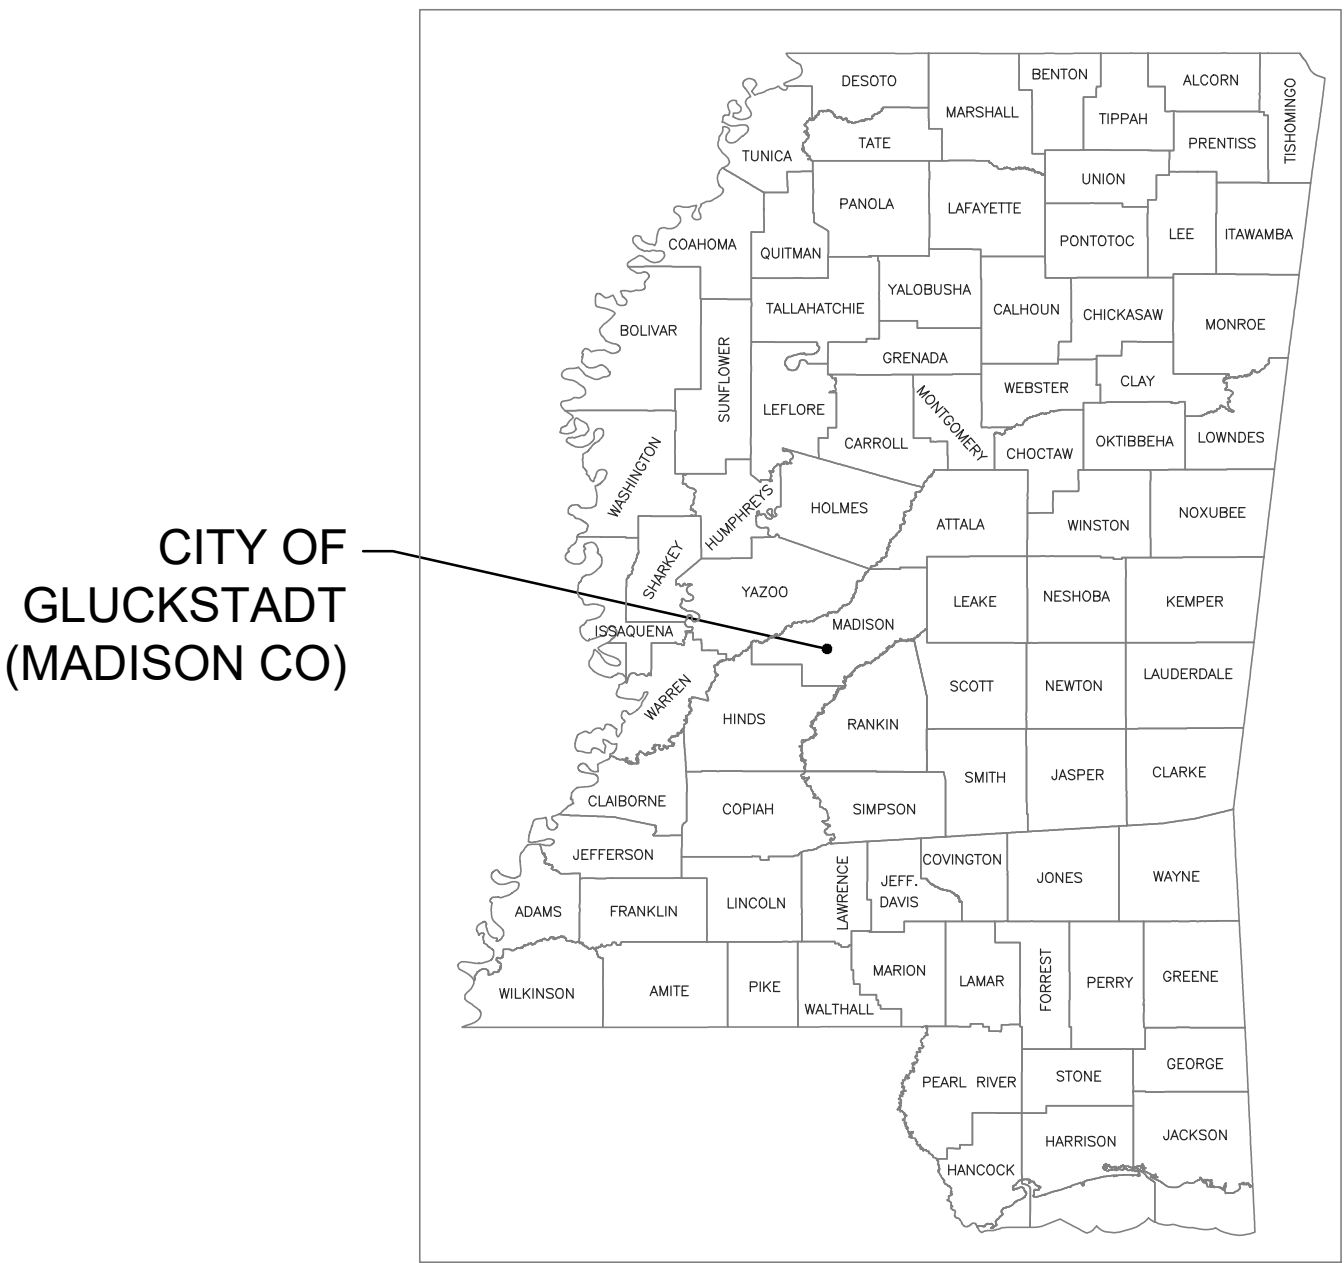 CITY OF
GLUCKSTADT
(MADISON CO)
DESOTO
BENTON
ALCORN
TISHOMINGO
MARSHALL
TIPPAH
TATE
PRENTISS
TUNICA
UNION
PANOLA
LAFAYETTE
COAHOMA
QUITMAN
PONTOTOC
LEE
ITAWAMBA
YALOBUSHA
TALLAHATCHIE
CALHOUN
CHICKASAW
MONROE
BOLIVAR
SUNFLOWER
GRENADA
WEBSTER
CLAY
LEFLORE
MONTGOMERY
CARROLL
CHOCTAW
OKTIBBEHA
LOWNDES
WASHINGTON
HUMPHREYS
HOLMES
ATTALA
WINSTON
NOXUBEE
SHARKEY
YAZOO
LEAKE
NESHOBA
KEMPER
ISSAQUENA
MADISON
WARREN
SCOTT
NEWTON
LAUDERDALE
HINDS
RANKIN
SMITH
JASPER
CLARKE
CLAIBORNE
COPIAH
SIMPSON
JEFFERSON
LAWRENCE
COVINGTON
JEFF.
DAVIS
JONES
WAYNE
ADAMS
FRANKLIN
LINCOLN
MARION
LAMAR
FORREST
PERRY
GREENE
WILKINSON
AMITE
PIKE
WALTHALL
PEARL RIVER
STONE
GEORGE
HARRISON
JACKSON
HANCOCK